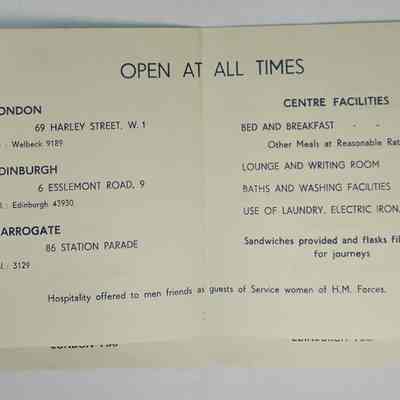 OPEN AT ALL TIMES
ONDON
69 HARLEY STREET, W. 1
: Welbeck 9189
DINBURGH
6 ESSLEMONT ROAD, 9
l.: Edinburgh 43930
ARROGATE
86 STATION PARADE
l.: 3129
CENTRE FACILITIES
BED AND BREAKFAST - -
Other Meals at Reasonable Rat
LOUNGE AND WRITING ROOM
BATHS AND WASHING FACILITIES
USE OF LAUNDRY, ELECTRIC IRON,
Sandwiches provided and flasks fil
for journeys
Hospitality offered to men friends as guests of Service women of H.M. Forces.